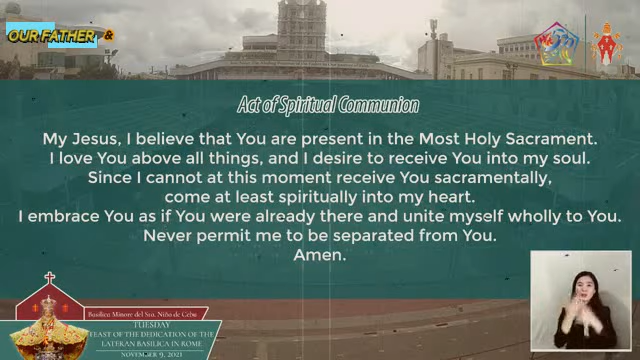 OUR FATHER &
Act of Spiritual Communion
My Jesus, I believe that You are present in the Most Holy Sacrament.
I love You above all things, and I desire to receive You into my soul.
Since I cannot at this moment receive You sacramentally,
come at least spiritually into my heart.
I embrace You as if You were already there and unite myself wholly to You.
Never permit me to be separated from You.
Amen.
Basilica Minore del Sto. Niño de Cebu
TUESDAY
FEAST OF THE DEDICATION OF THE
LATERAN BASILICA IN ROME
NOVEMBER 9, 2021